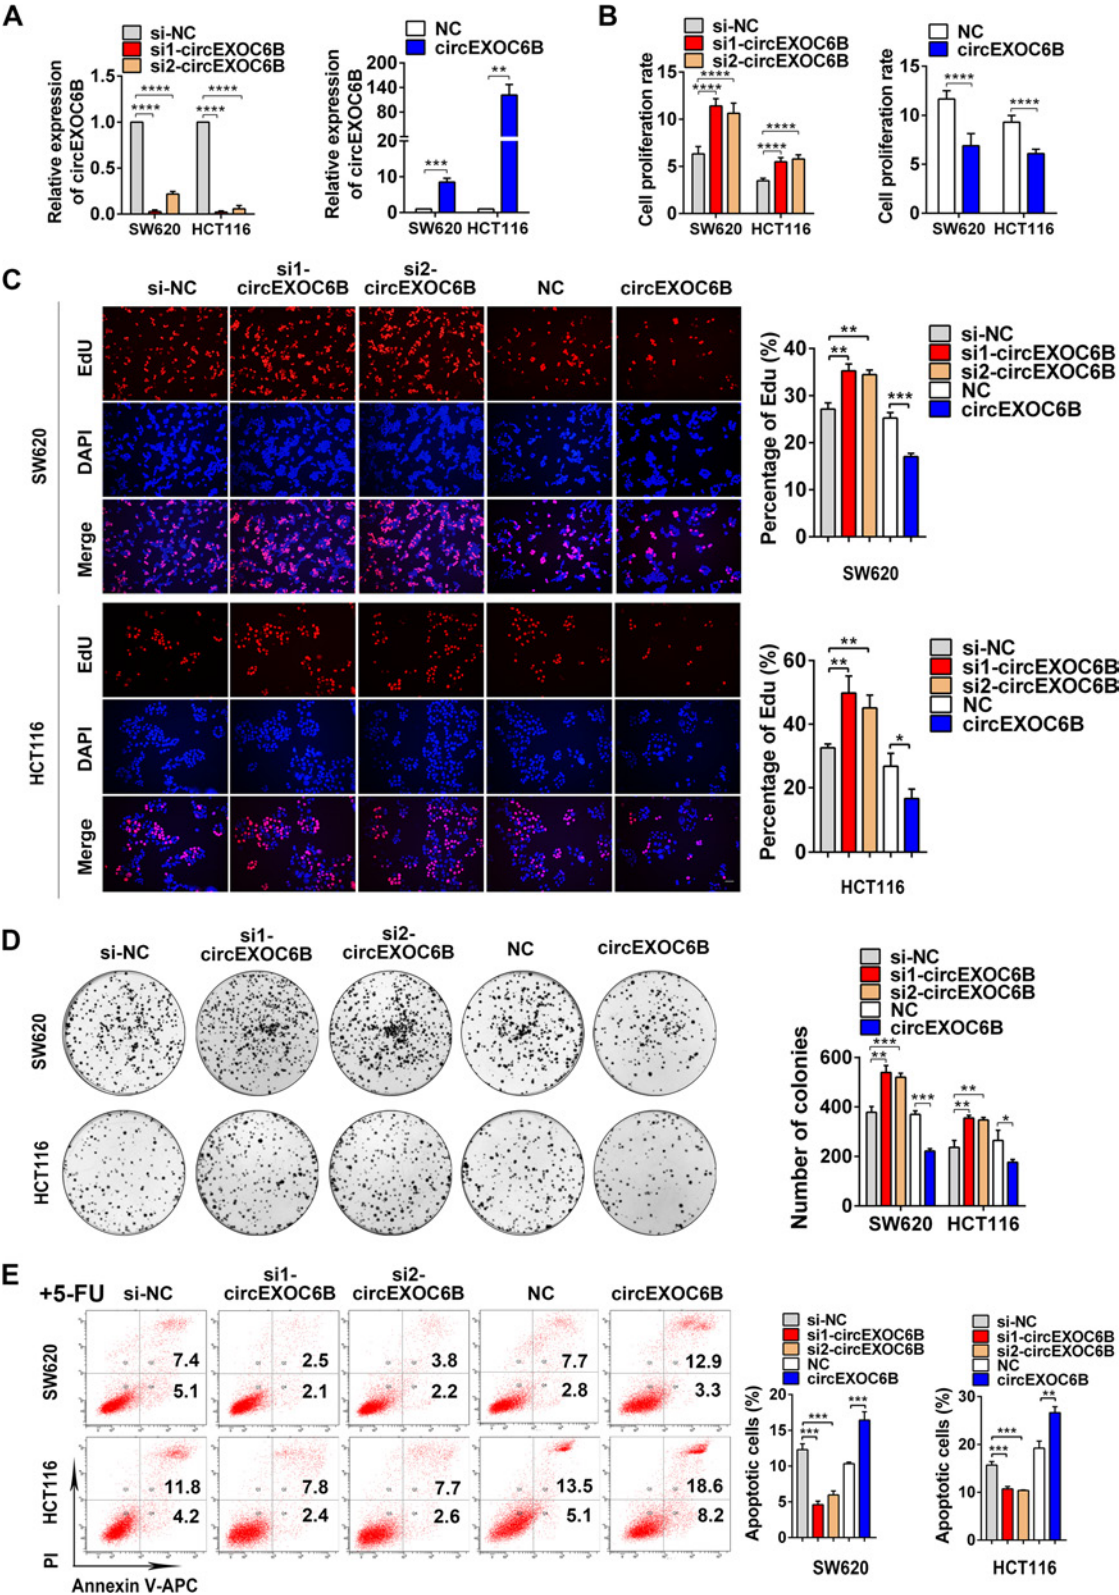 A
si-NC
si1-circEXOC6B
si2-circEXOC6B
Relative expression
of circEXOC6B
1.5
1.0
0.5
0.0
****
****
****
****
SW620 HCT116
NC
circEXOC6B
Relative expression
of circEXOC6B
200
140
80
20
10
0
***
**
SW620 HCT116
B
si-NC
si1-circEXOC6B
si2-circEXOC6B
Cell proliferation rate
15
10
5
0
****
****
****
****
SW620 HCT116
NC
circEXOC6B
Cell proliferation rate
15
10
5
0
****
****
SW620 HCT116
C
si-NC
si1-
circEXOC6B
si2-
circEXOC6B
NC
circEXOC6B
SW620
EdU
DAPI
Merge
HCT116
EdU
DAPI
Merge
si-NC
si1-circEXOC6B
si2-circEXOC6B
NC
circEXOC6B
Percentage of Edu (%)
40
30
20
10
0
**
**
***
SW620
si-NC
si1-circEXOC6B
si2-circEXOC6B
NC
circEXOC6B
Percentage of Edu (%)
60
40
20
0
**
**
*
HCT116
D
si-NC
si1-
circEXOC6B
si2-
circEXOC6B
NC
circEXOC6B
SW620
HCT116
si-NC
si1-circEXOC6B
si2-circEXOC6B
NC
circEXOC6B
Number of colonies
600
400
200
0
***
**
***
**
**
*
SW620 HCT116
E
+5-FU
si-NC
si1-
circEXOC6B
si2-
circEXOC6B
NC
circEXOC6B
SW620
7.4
5.1
2.5
2.1
3.8
2.2
7.7
2.8
12.9
3.3
HCT116
11.8
4.2
7.8
2.4
7.7
2.6
13.5
5.1
18.6
8.2
PI
Annexin V-APC
si-NC
si1-circEXOC6B
si2-circEXOC6B
NC
circEXOC6B
Apoptotic cells (%)
20
15
10
5
0
***
***
***
SW620
si-NC
si1-circEXOC6B
si2-circEXOC6B
NC
circEXOC6B
Apoptotic cells (%)
30
20
10
0
***
***
**
HCT116